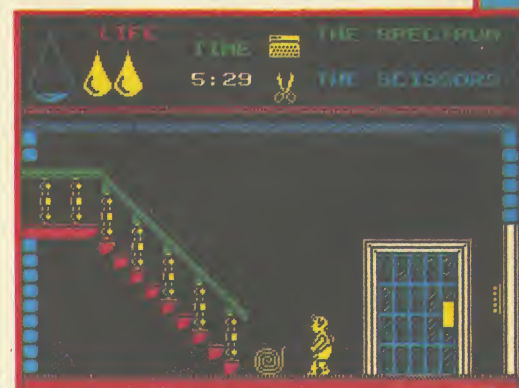 LIFE
TIME
5:29
THE SPECTRUM
THE SCISSORS